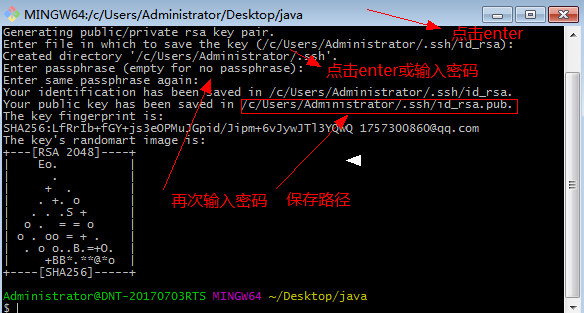 MINGW64:/c/Users/Administrator/Desktop/java
Generating public/private rsa key pair.
点击enter
Enter file in which to save the key (/c/Users/Administrator/.ssh/id_rsa):
Created directory '/c/Users/Administrator/.ssh'.
Enter passphrase (empty for no passphrase):
点击enter或输入密码
Enter same passphrase again:
Your identification has been saved in /c/Users/Administrator/.ssh/id_rsa.
Your public key has been saved in /c/Users/Administrator/.ssh/id_rsa.pub.
The key fingerprint is:
SHA256:LfRrIb+fGY+js3eOPMuJGpid/Jipm+6vJywJTl3YQWQ 1757300860@qq.com
The key's randomart image is:
+---[RSA 2048]----+
|    Eo.          |
|      .          |
|     +  .        |
|    . +. o       |
|   . . .S +      |
|  o .  = = o     |
| o . oo = + .    |
|  . o o..B.=+O.  |
|     +BB*.**@*o  |
+----[SHA256]-----+
再次输入密码
保存路径
Administrator@DNT-20170703RTS MINGW64 ~/Desktop/java
$